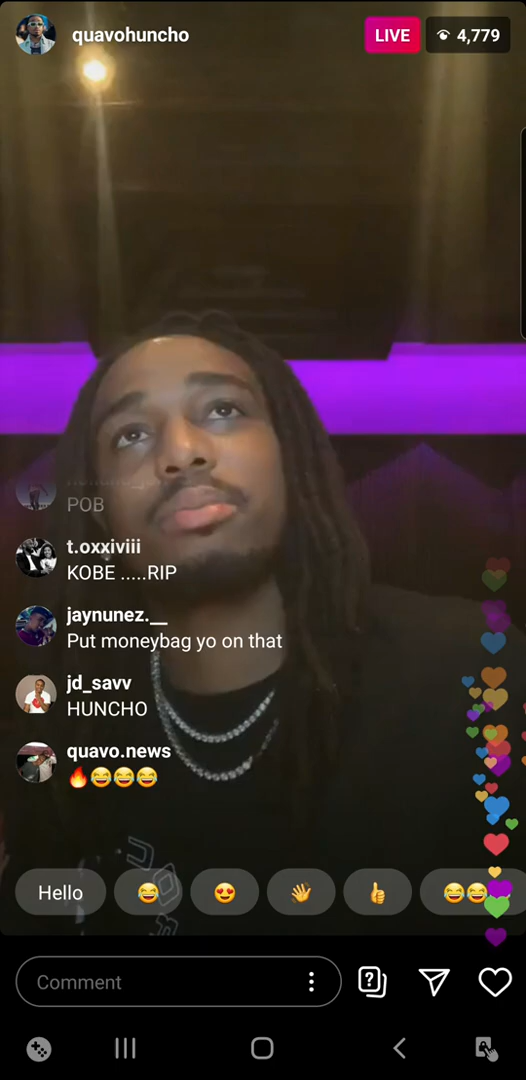 quavohuncho
LIVE
4,779
POB
t.oxxiviii
KOBE .....RIP
jaynunez.__
Put moneybag yo on that
jd_savv
HUNCHO
quavo.news
🔥😂😂😂
Hello 😂 😍 👋 👍 😂😂
Comment